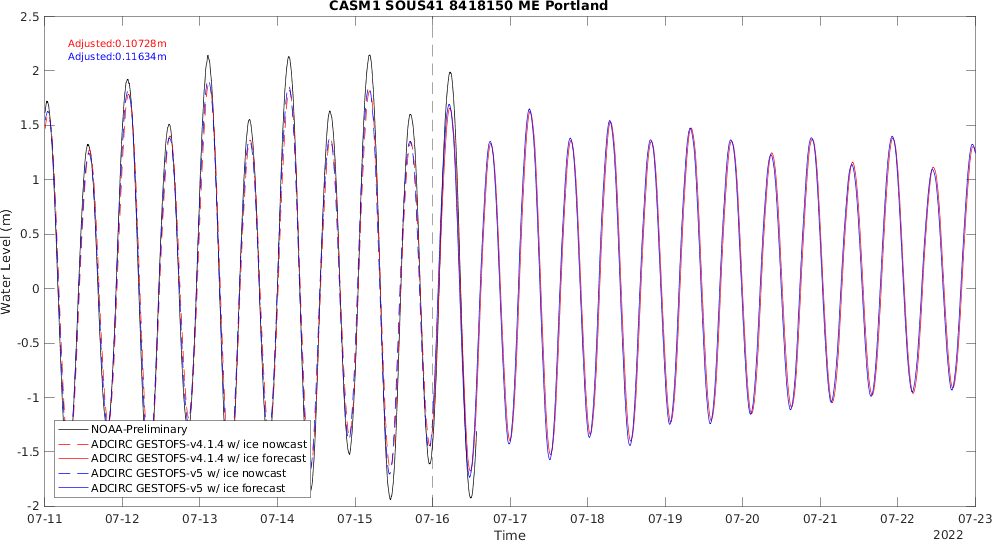 CASM1 SOUS41 8418150 ME Portland
Adjusted:0.10728m
Adjusted:0.11634m
2.5
2
1.5
1
0.5
0
-0.5
-1
-1.5
-2
Water Level (m)
NOAA-Preliminary
ADCIRC GESTOFS-v4.1.4 w/ ice nowcast
ADCIRC GESTOFS-v4.1.4 w/ ice forecast
ADCIRC GESTOFS-v5 w/ ice nowcast
ADCIRC GESTOFS-v5 w/ ice forecast
07-11 07-12 07-13 07-14 07-15 07-16 07-17 07-18 07-19 07-20 07-21 07-22 07-23
Time
2022